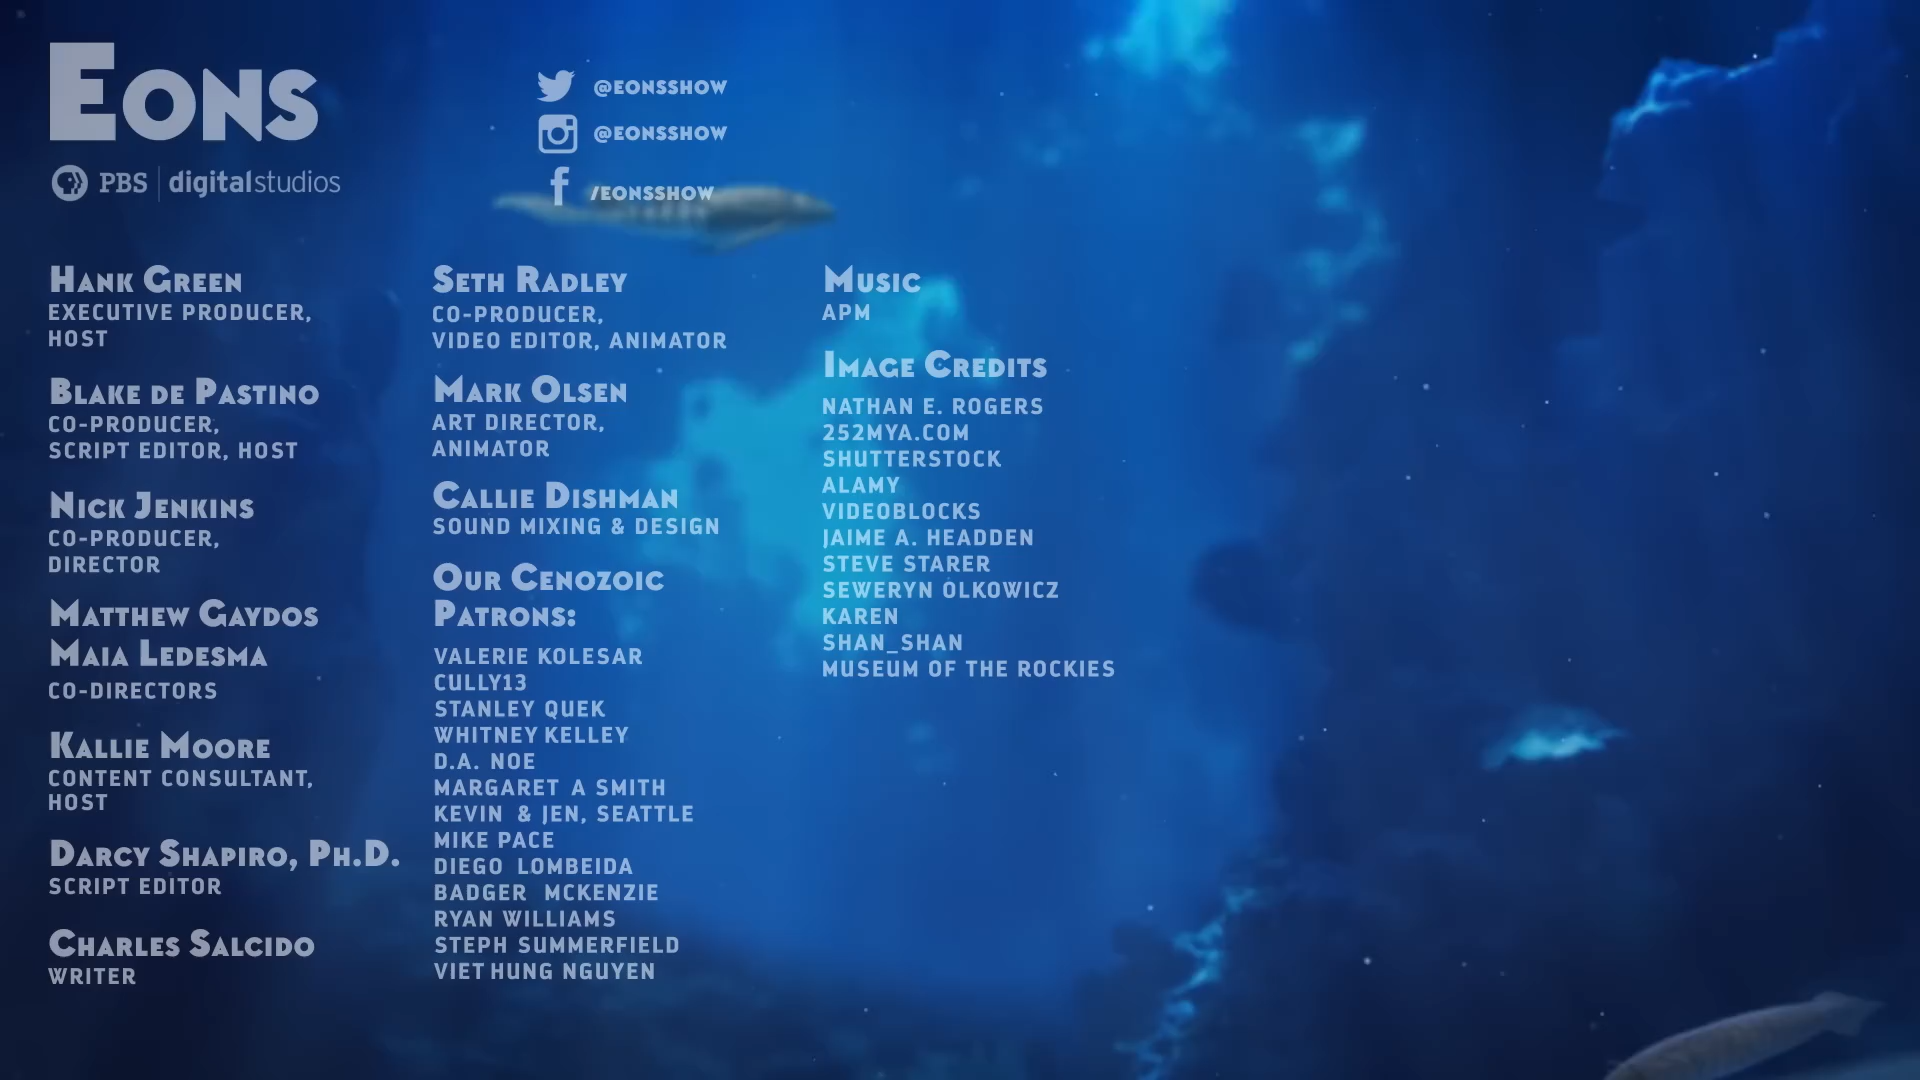 EONS
PBS | digitalstudios
@EONSSHOW
@EONSSHOW
/EONSSHOW
HANK GREEN
EXECUTIVE PRODUCER,
HOST
BLAKE DE PASTINO
CO-PRODUCER,
SCRIPT EDITOR, HOST
NICK JENKINS
CO-PRODUCER,
DIRECTOR
MATTHEW GAYDOS
MAIA LEDESMA
CO-DIRECTORS
KALLIE MOORE
CONTENT CONSULTANT,
HOST
DARCY SHAPIRO, PH.D.
SCRIPT EDITOR
CHARLES SALCIDO
WRITER
SETH RADLEY
CO-PRODUCER,
VIDEO EDITOR, ANIMATOR
MARK OLSEN
ART DIRECTOR,
ANIMATOR
CALLIE DISHMAN
SOUND MIXING & DESIGN
OUR CENOZOIC
PATRONS:
VALERIE KOLESAR
CULLY13
STANLEY QUEK
WHITNEY KELLEY
D.A. NOE
MARGARET A SMITH
KEVIN & JEN, SEATTLE
MIKE PACE
DIEGO LOMBEIDA
BADGER MCKENZIE
RYAN WILLIAMS
STEPH SUMMERFIELD
VIET HUNG NGUYEN
MUSIC
APM
IMAGE CREDITS
NATHAN E. ROGERS
252MYA.COM
SHUTTERSTOCK
ALAMY
VIDEOBLOCKS
JAIME A. HEADDEN
STEVE STARER
SEWERYN OLKOWICZ
KAREN
SHAN_SHAN
MUSEUM OF THE ROCKIES